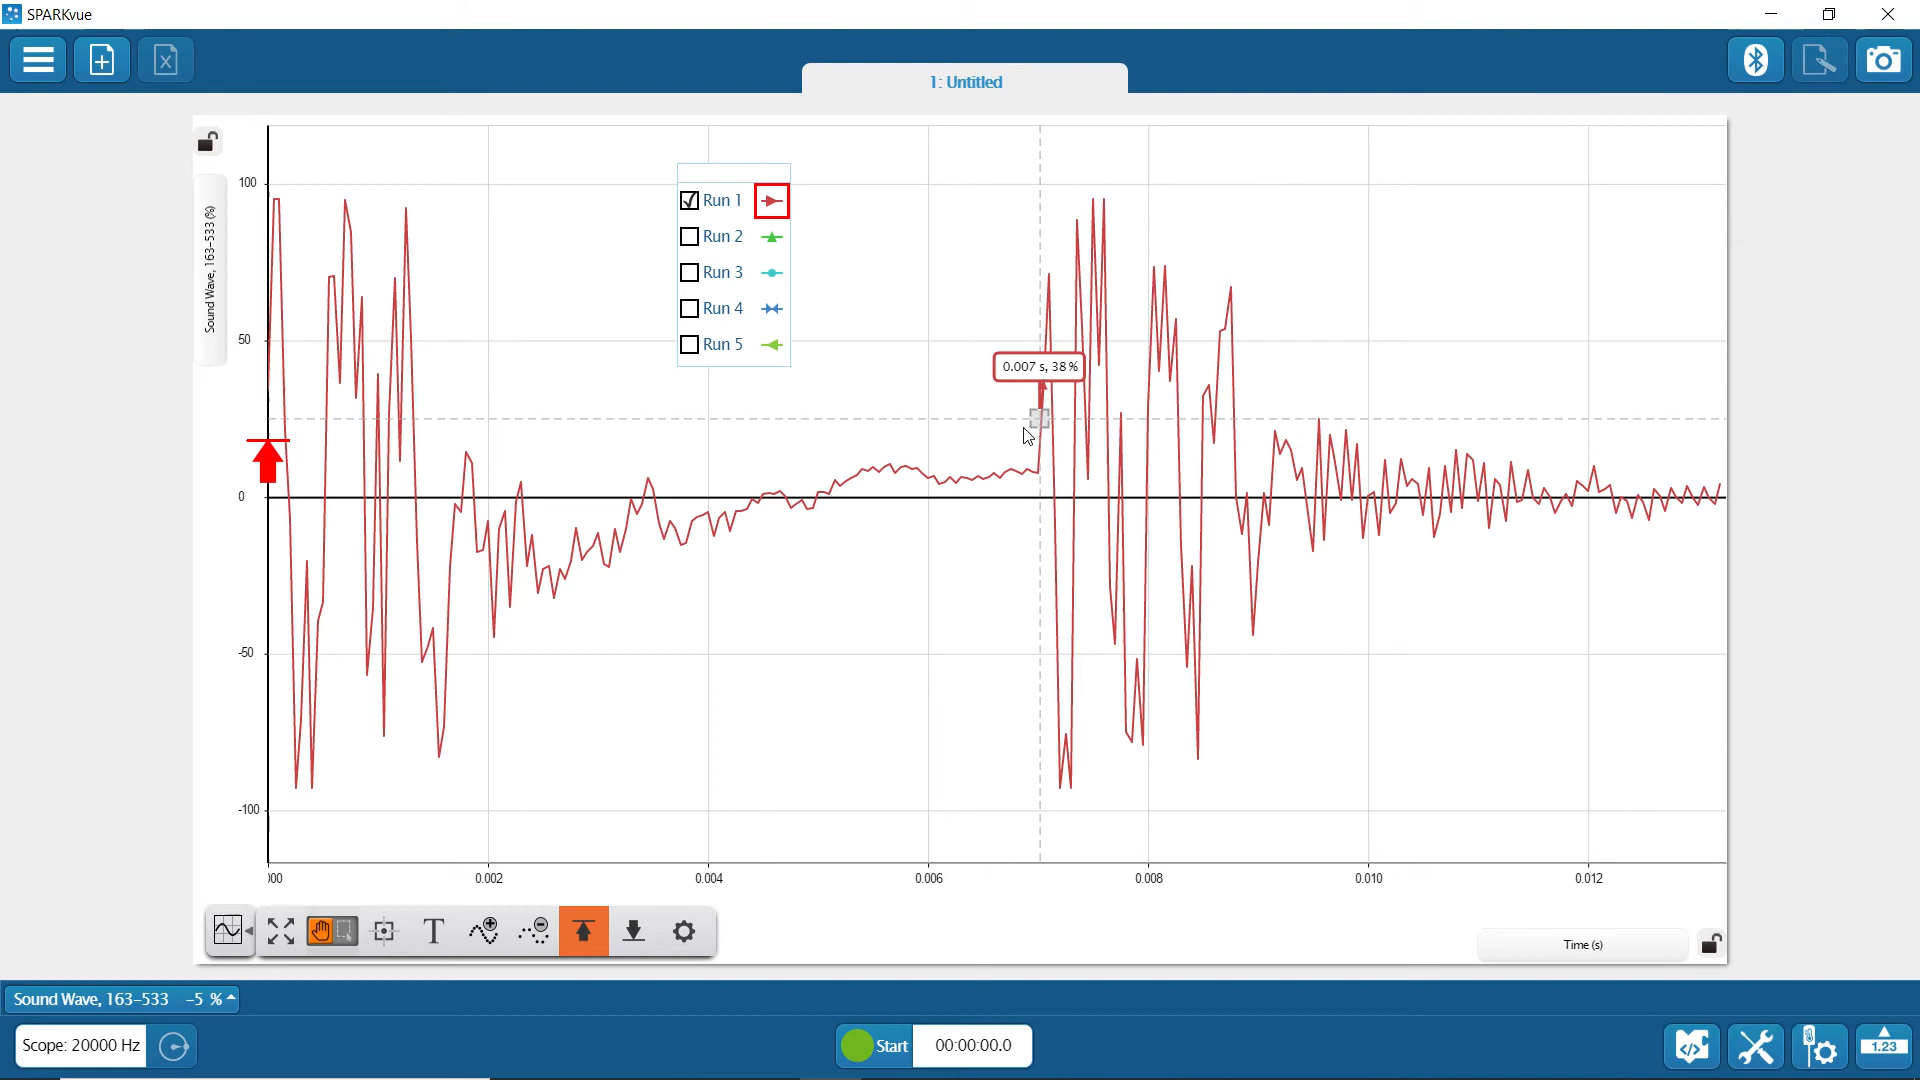 SPARKvue
1: Untitled
Sound Wave, 163-533 (%)
100
50
0
-50
-100
Run 1
Run 2
Run 3
Run 4
Run 5
0.007 s, 38 %
00
0.002
0.004
0.006
0.008
0.010
0.012
T
Time (s)
Sound Wave, 163-533 -5 %
Scope: 20000 Hz
Start
00:00:00.0
</>
1.23